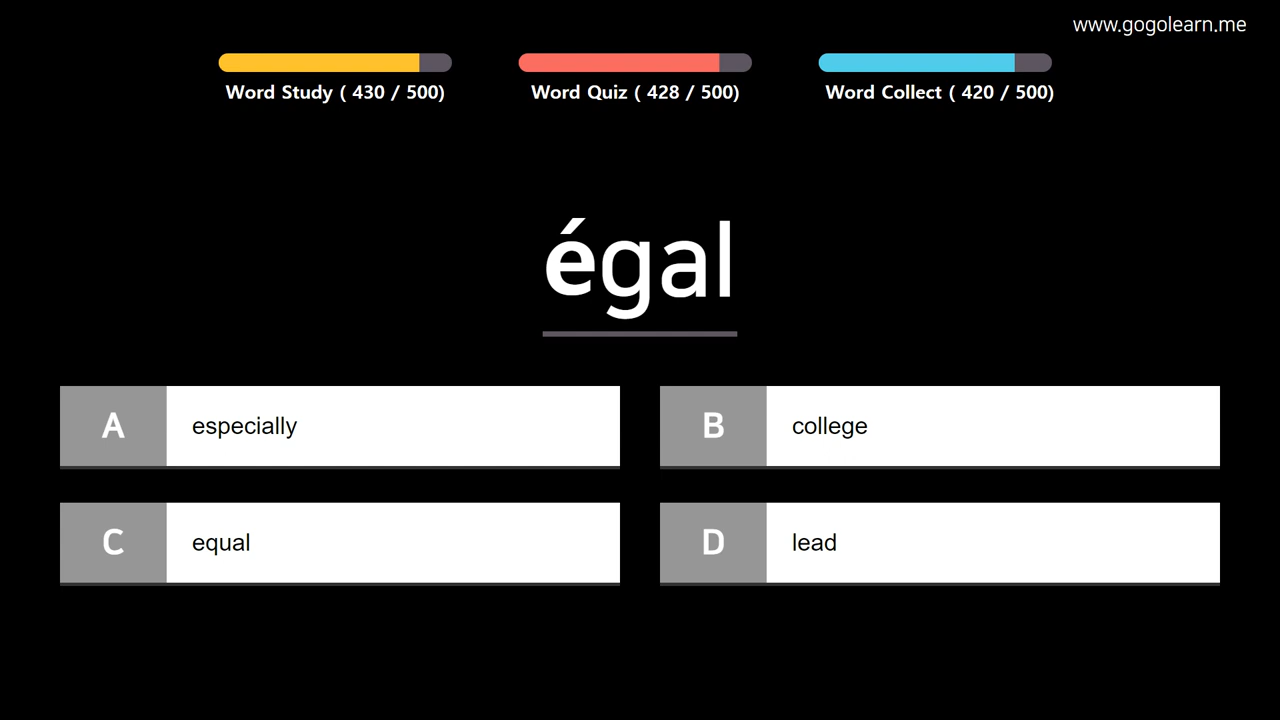 www.gogolearn.me
Word Study ( 430 / 500)
Word Quiz ( 428 / 500)
Word Collect ( 420 / 500)
égal
A especially
B college
C equal
D lead